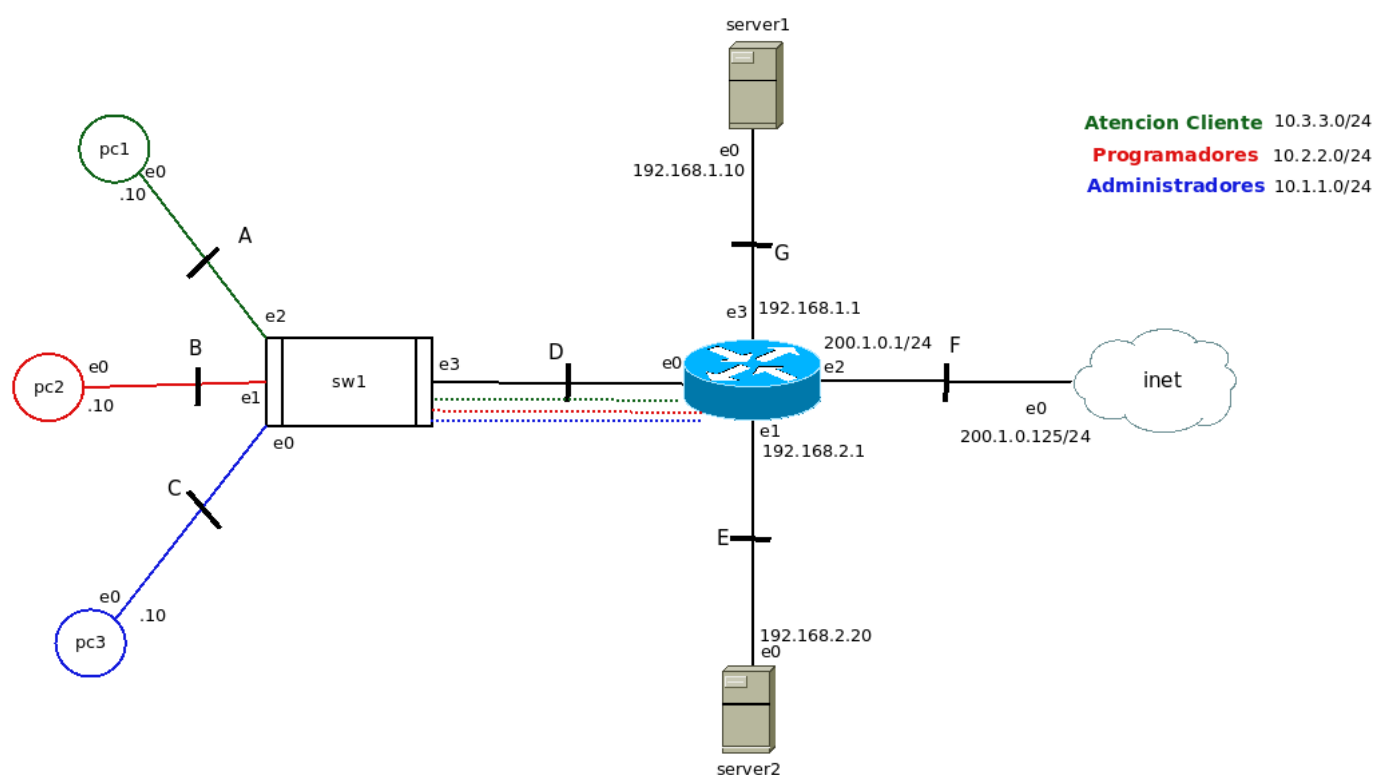 server1
Atencion Cliente 10.3.3.0/24
Programadores 10.2.2.0/24
Administradores 10.1.1.0/24
pc1
e0
.10
A
e0
192.168.1.10
G
e2
e3
192.168.1.1
200.1.0.1/24
F
B
e0
pc2
.10
e1
sw1
e3
D
e0
e2
inet
e0
200.1.0.125/24
e0
e1
192.168.2.1
C
E
e0
.10
pc3
192.168.2.20
e0
server2